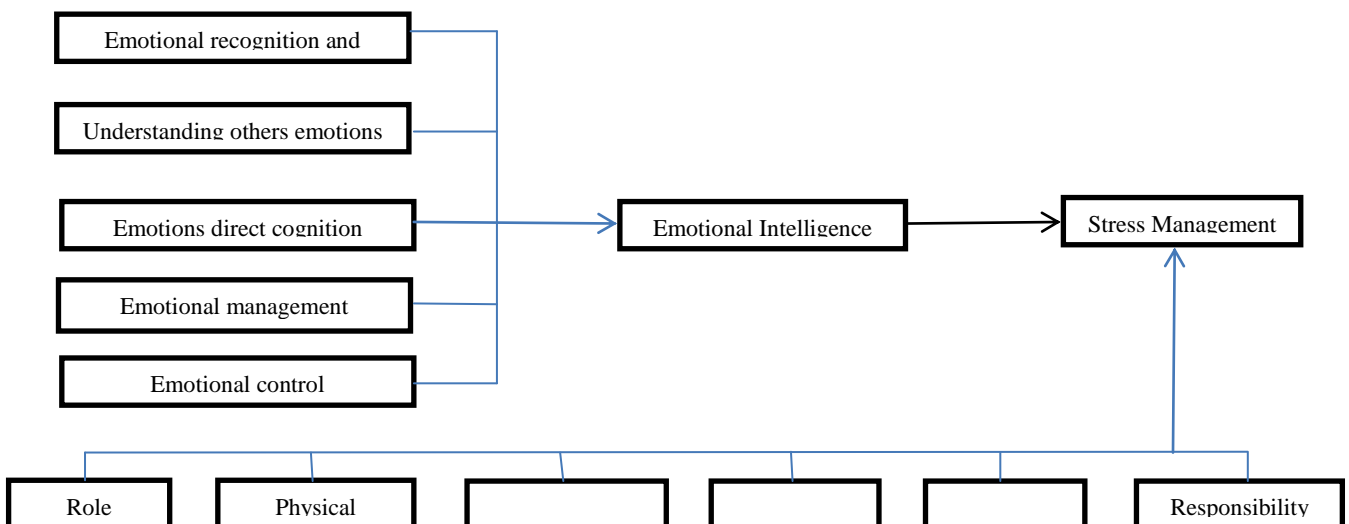 Emotional recognition and
Understanding others emotions
Emotions direct cognition
Emotional Intelligence
Stress Management
Emotional management
Emotional control
Role
Physical
Responsibility